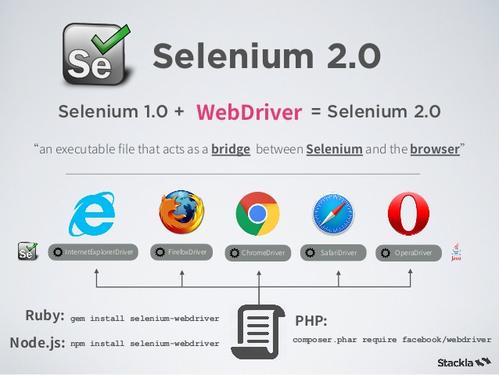 Se
Selenium 2.0
Selenium 1.0 + WebDriver = Selenium 2.0
“an executable file that acts as a bridge between Selenium and the browser”
Se
InternetExplorerDriver
FirefoxDriver
ChromeDriver
SafariDriver
OperaDriver
Java
Ruby: gem install selenium-webdriver
Node.js: npm install selenium-webdriver
PHP:
composer.phar require facebook/webdriver
Stackla